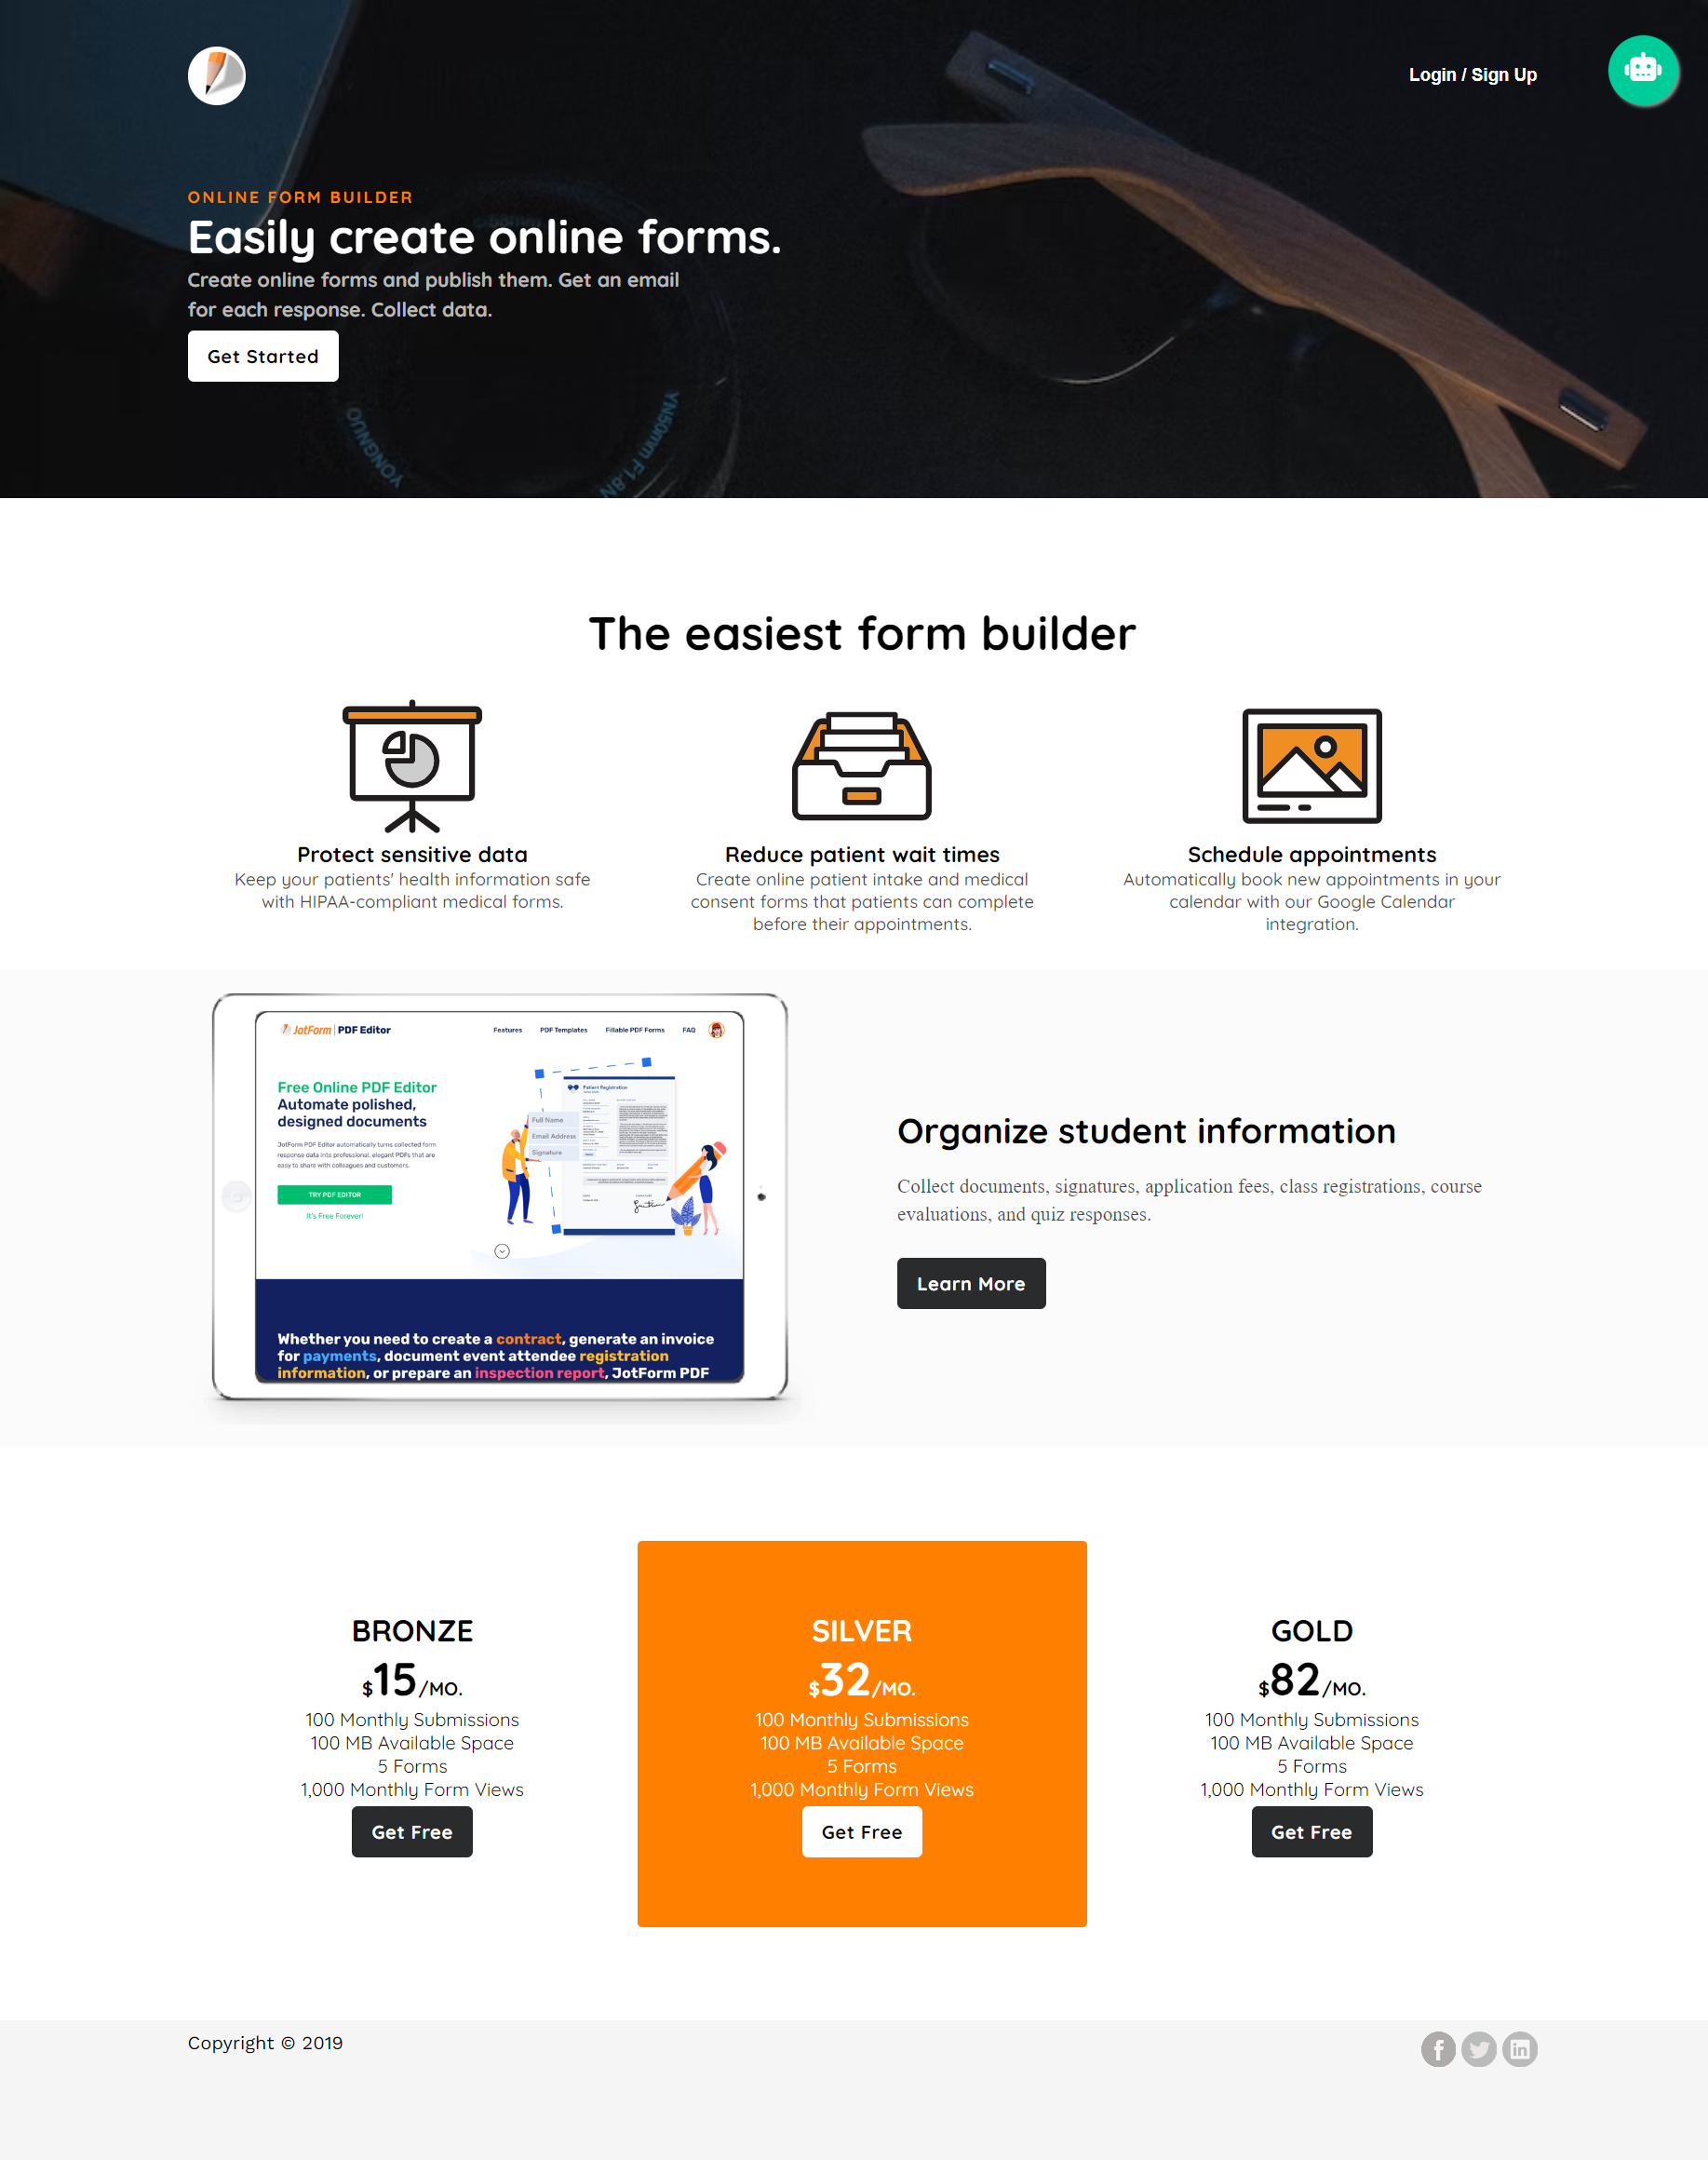 Login / Sign Up
ONLINE FORM BUILDER
Easily create online forms.
Create online forms and publish them. Get an email
for each response. Collect data.
Get Started
YONGNUO
YN50mm F1.8N
The easiest form builder
Protect sensitive data
Keep your patients' health information safe
with HIPAA-compliant medical forms.
Reduce patient wait times
Create online patient intake and medical
consent forms that patients can complete
before their appointments.
Schedule appointments
Automatically book new appointments in your
calendar with our Google Calendar
integration.
JotForm PDF Editor
Features PDF Templates Fillable PDF Forms FAQ
Free Online PDF Editor
Automate polished,
designed documents
JotForm PDF Editor automatically turns collected form
response data into professional, elegant PDFs that are
easy to share with colleagues and customers.
TRY PDF EDITOR
It's Free Forever!
Patient Registration
Full Name
Email Address
Signature
Whether you need to create a contract, generate an invoice
for payments, document event attendee registration
information, or prepare an inspection report, JotForm PDF
Organize student information
Collect documents, signatures, application fees, class registrations, course
evaluations, and quiz responses.
Learn More
BRONZE
$15/MO.
100 Monthly Submissions
100 MB Available Space
5 Forms
1,000 Monthly Form Views
Get Free
SILVER
$32/MO.
100 Monthly Submissions
100 MB Available Space
5 Forms
1,000 Monthly Form Views
Get Free
GOLD
$82/MO.
100 Monthly Submissions
100 MB Available Space
5 Forms
1,000 Monthly Form Views
Get Free
Copyright © 2019